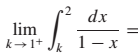 lim_{k→1⁺} ∫_k^2 dx/(1 − x) =